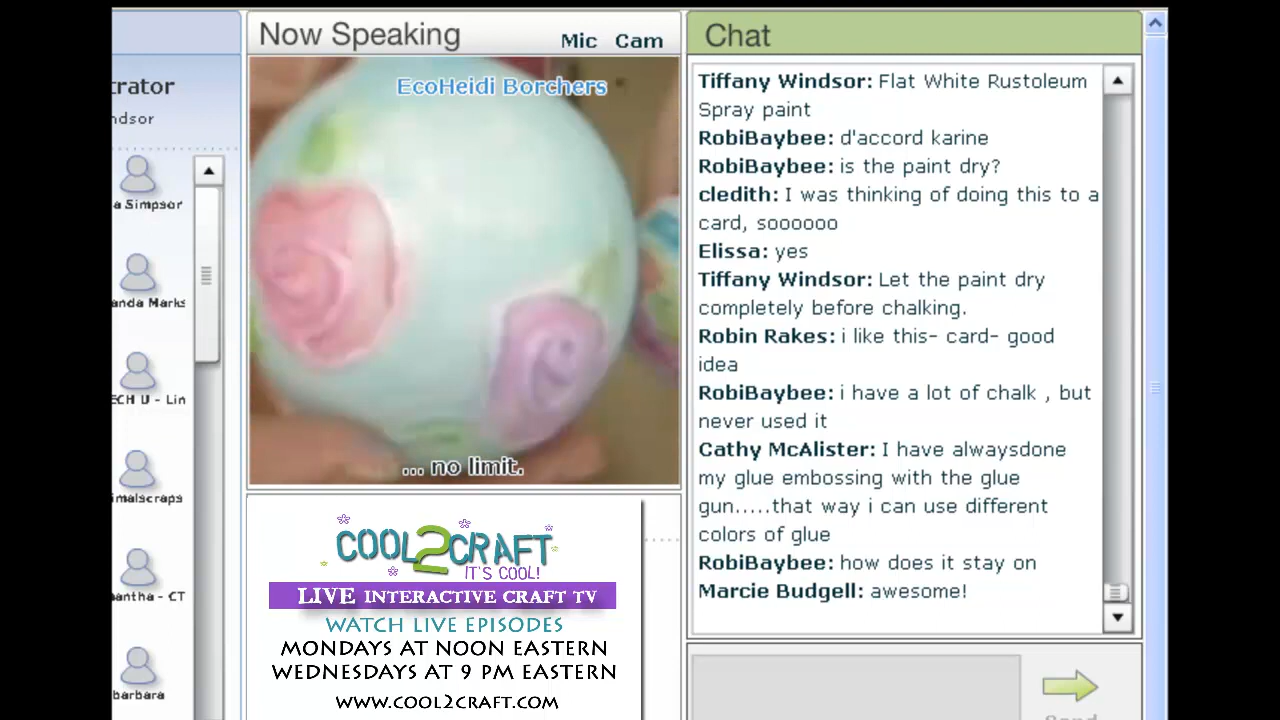 trator
ndsor
a Simpson
anda Marks
ECH U - Lin
imalscraps
antha - CT
barbara
Now Speaking
Mic Cam
EcoHeidi Borchers
... no limit.
COOL2CRAFT
IT'S COOL!
LIVE INTERACTIVE CRAFT TV
WATCH LIVE EPISODES
MONDAYS AT NOON EASTERN
WEDNESDAYS AT 9 PM EASTERN
WWW.COOL2CRAFT.COM
Chat
Tiffany Windsor: Flat White Rustoleum
Spray paint
RobiBaybee: d'accord karine
RobiBaybee: is the paint dry?
cledith: I was thinking of doing this to a
card, soooooo
Elissa: yes
Tiffany Windsor: Let the paint dry
completely before chalking.
Robin Rakes: i like this- card- good
idea
RobiBaybee: i have a lot of chalk , but
never used it
Cathy McAlister: I have alwaysdone
my glue embossing with the glue
gun.....that way i can use different
colors of glue
RobiBaybee: how does it stay on
Marcie Budgell: awesome!
Send